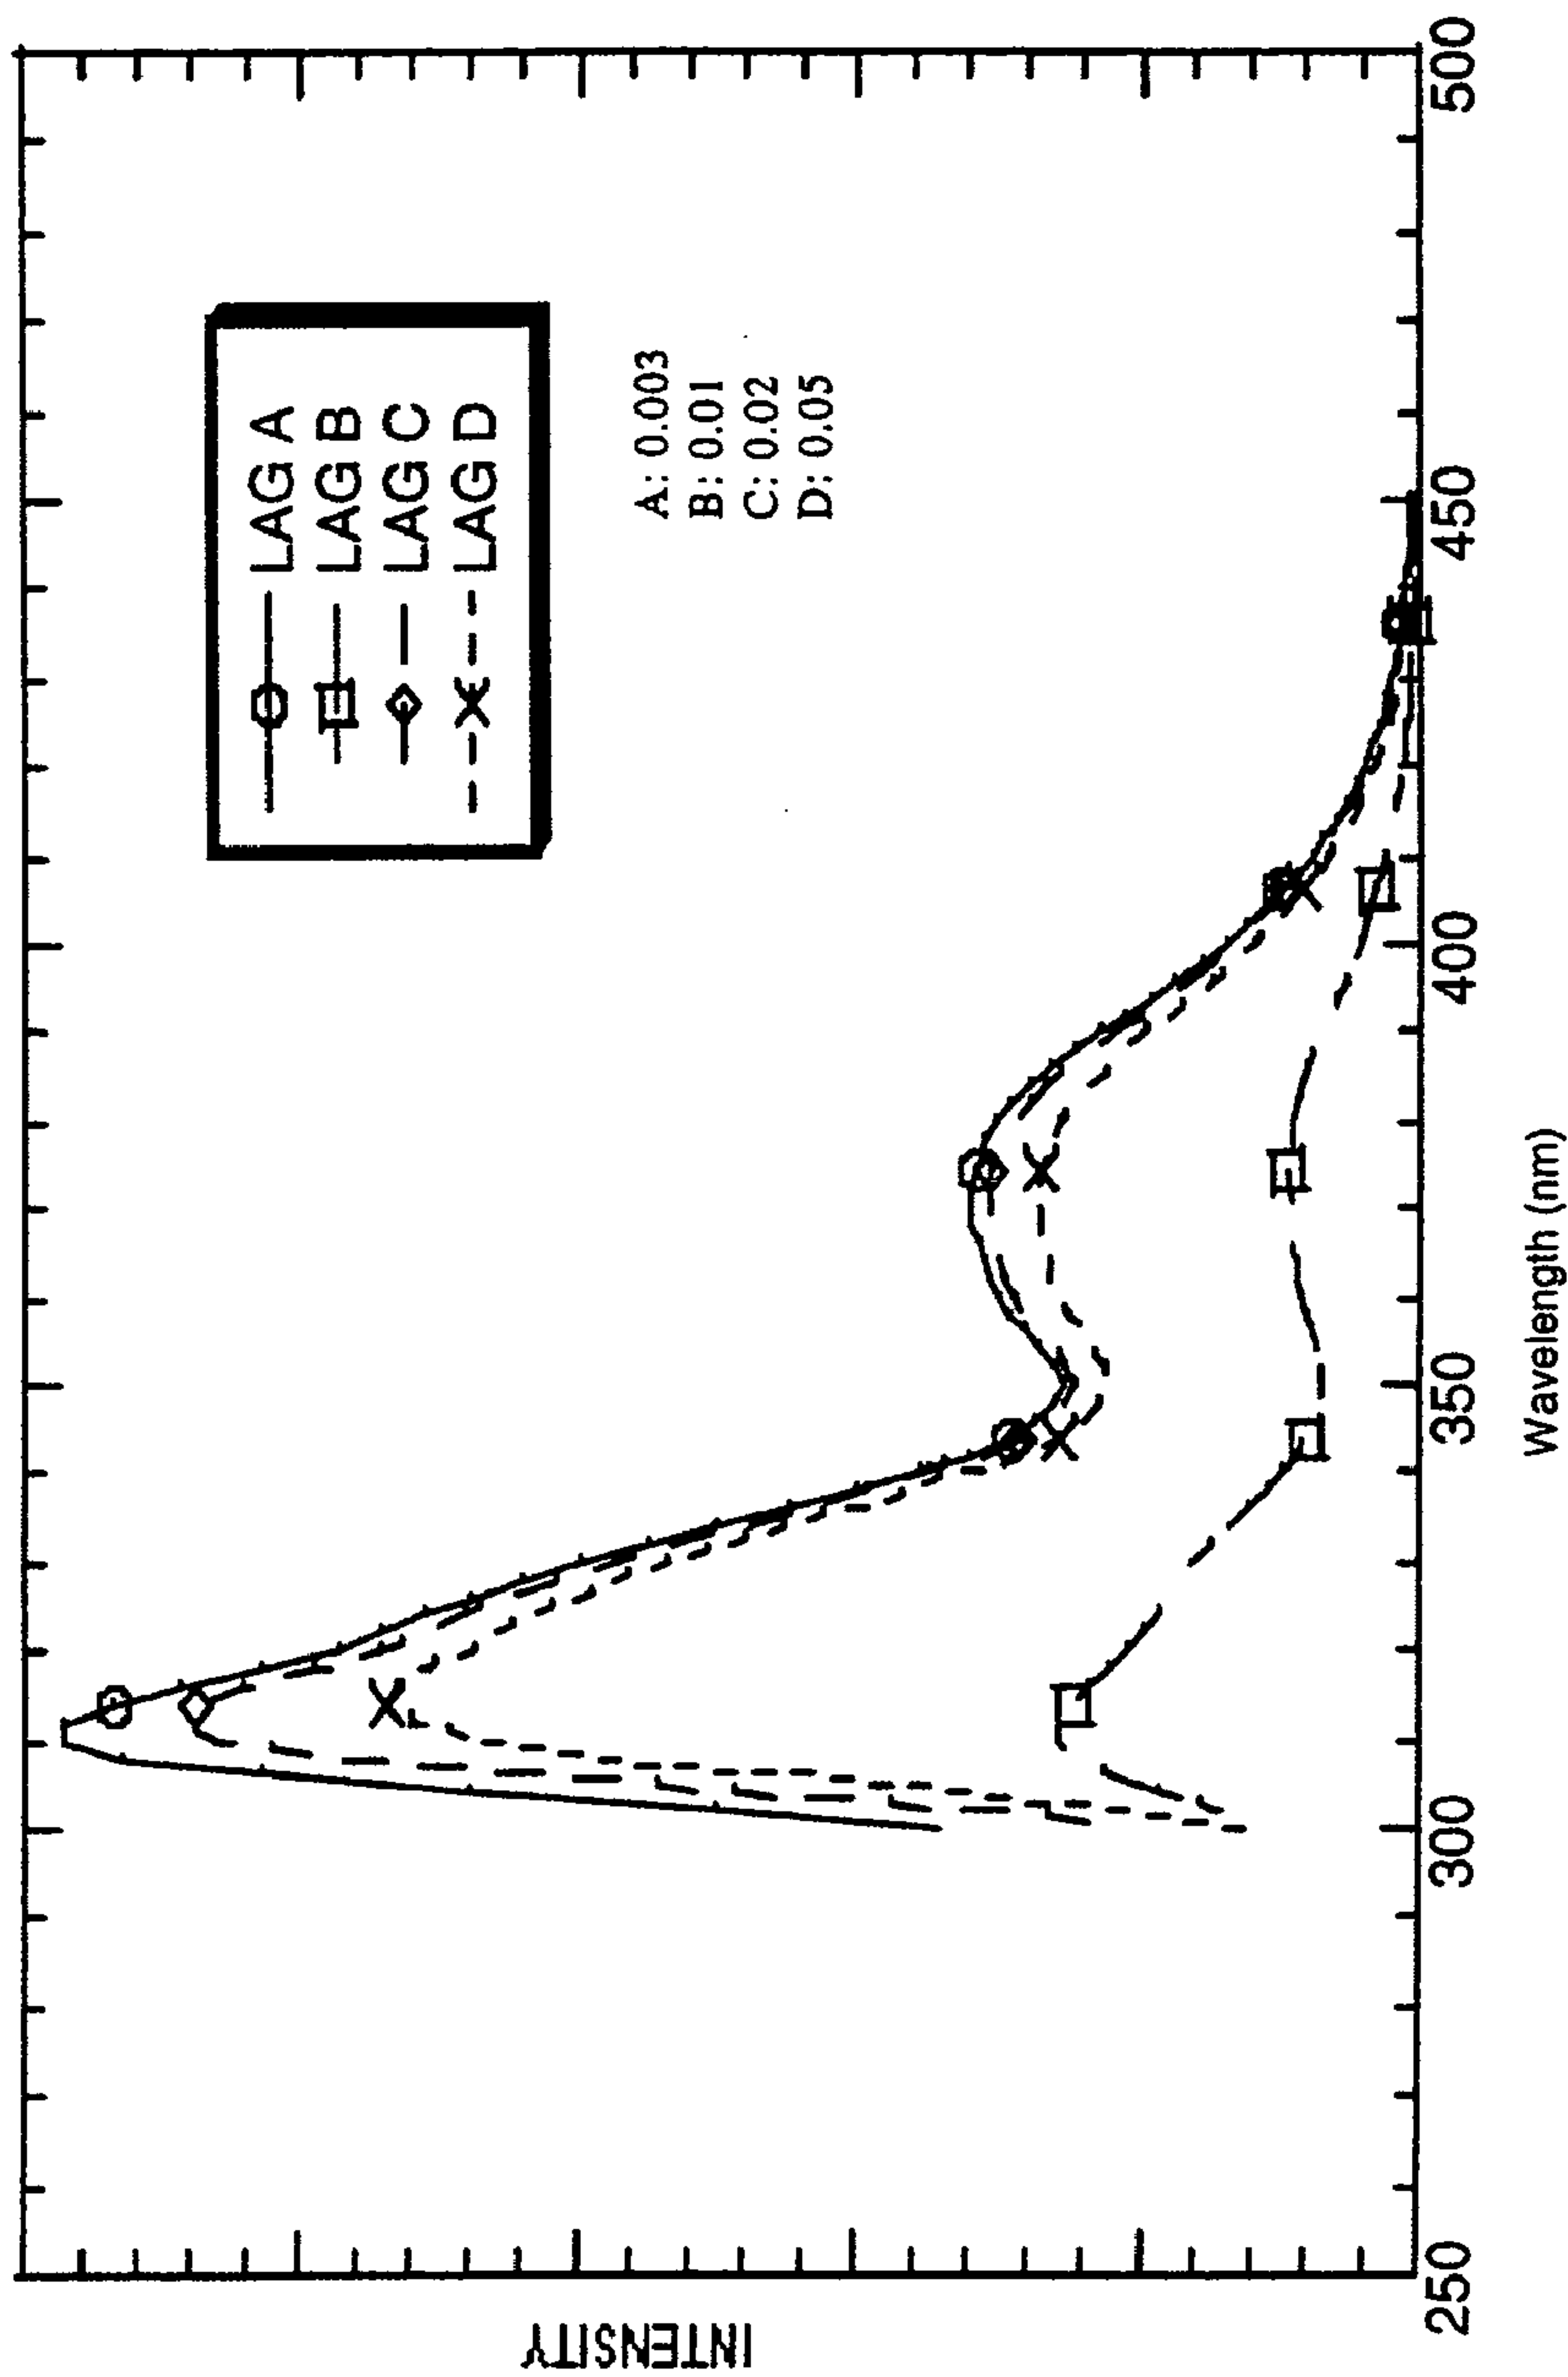 INTENSITY
LAG A
LAG B
LAG C
LAG D
A: 0.003
B: 0.01
C: 0.02
D: 0.05
250
300
350
400
450
500
Wavelength (nm)